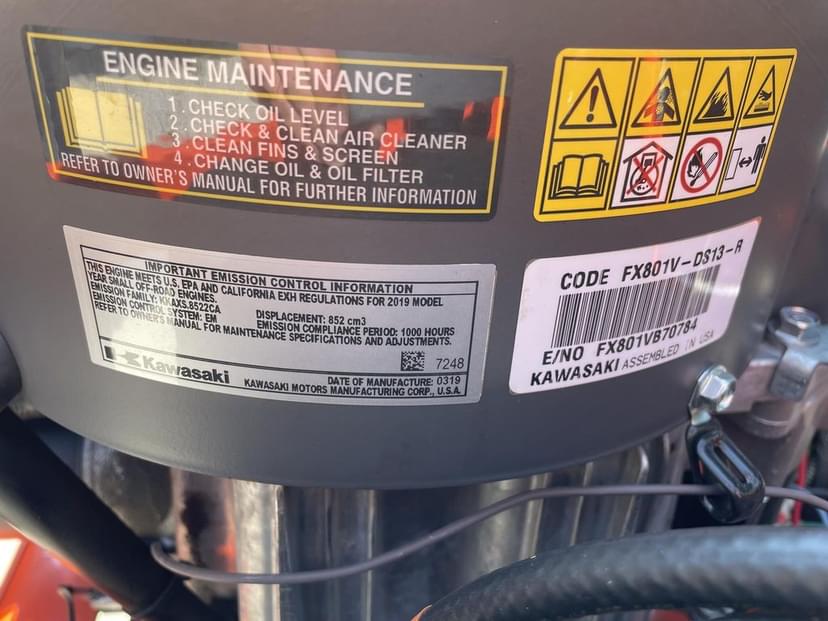 ENGINE MAINTENANCE
1. CHECK OIL LEVEL
2. CHECK & CLEAN AIR CLEANER
3. CLEAN FINS & SCREEN
4. CHANGE OIL & OIL FILTER
REFER TO OWNER'S MANUAL FOR FURTHER INFORMATION
IMPORTANT EMISSION CONTROL INFORMATION
THIS ENGINE MEETS U.S. EPA AND CALIFORNIA EXH REGULATIONS FOR 2019 MODEL
YEAR SMALL OFF-ROAD ENGINES.
EMISSION FAMILY: KKAXS.8522CA DISPLACEMENT: 852 cm3
EMISSION CONTROL SYSTEM: EM EMISSION COMPLIANCE PERIOD: 1000 HOURS
REFER TO OWNER'S MANUAL FOR MAINTENANCE SPECIFICATIONS AND ADJUSTMENTS.
7248
Kawasaki DATE OF MANUFACTURE: 0319
KAWASAKI MOTORS MANUFACTURING CORP., U.S.A.
CODE FX801V-DS13-R
E/NO FX801VB70784
KAWASAKI ASSEMBLED IN USA